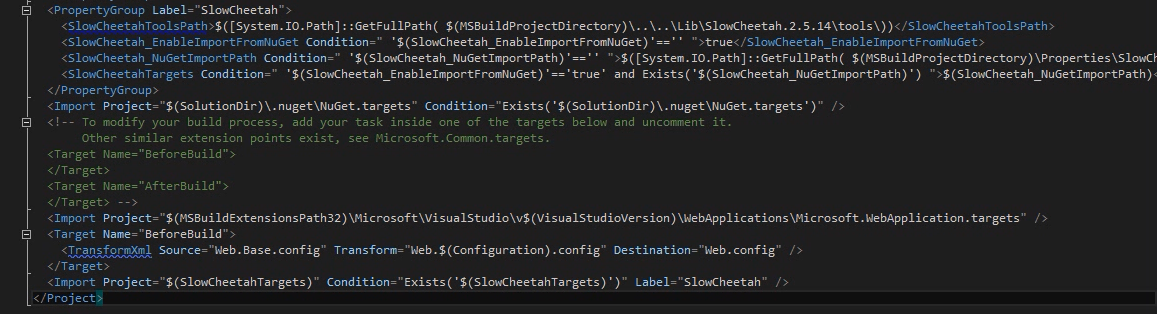 <PropertyGroup Label="SlowCheetah">
<SlowCheetahToolsPath>$([System.IO.Path]::GetFullPath( $(MSBuildProjectDirectory)\..\..\Lib\SlowCheetah.2.5.14\tools\))</SlowCheetahToolsPath>
<SlowCheetah_EnableImportFromNuGet Condition=" '$(SlowCheetah_EnableImportFromNuGet)'=='' ">true</SlowCheetah_EnableImportFromNuGet>
<SlowCheetah_NuGetImportPath Condition=" '$(SlowCheetah_NuGetImportPath)'=='' ">$([System.IO.Path]::GetFullPath( $(MSBuildProjectDirectory)\Properties\SlowC
<SlowCheetahTargets Condition=" '$(SlowCheetah_EnableImportFromNuGet)'=='true' and Exists('$(SlowCheetah_NuGetImportPath)') ">$(SlowCheetah_NuGetImportPath)<
</PropertyGroup>
<Import Project="$(SolutionDir)\.nuget\NuGet.targets" Condition="Exists('$(SolutionDir)\.nuget\NuGet.targets')" />
<!-- To modify your build process, add your task inside one of the targets below and uncomment it.
Other similar extension points exist, see Microsoft.Common.targets.
<Target Name="BeforeBuild">
</Target>
<Target Name="AfterBuild">
</Target> -->
<Import Project="$(MSBuildExtensionsPath32)\Microsoft\VisualStudio\v$(VisualStudioVersion)\WebApplications\Microsoft.WebApplication.targets" />
<Target Name="BeforeBuild">
<TransformXml Source="Web.Base.config" Transform="Web.$(Configuration).config" Destination="Web.config" />
</Target>
<Import Project="$(SlowCheetahTargets)" Condition="Exists('$(SlowCheetahTargets)')" Label="SlowCheetah" />
</Project>